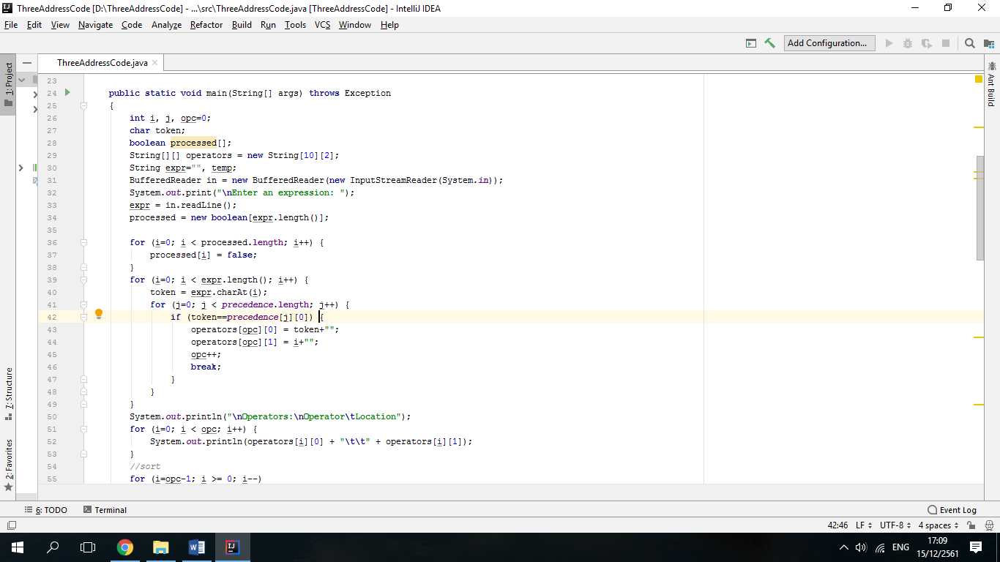 ThreeAddressCode [D:\ThreeAddressCode] - ...\src\ThreeAddressCode.java [ThreeAddressCode] - IntelliJ IDEA
File Edit View Navigate Code Analyze Refactor Build Run Tools VCS Window Help
Add Configuration...
ThreeAddressCode.java
1: Project
7: Structure
2: Favorites
Ant Build
23
24 public static void main(String[] args) throws Exception
25 {
26 int i, j, opc=0;
27 char token;
28 boolean processed[];
29 String[][] operators = new String[10][2];
30 String expr="", temp;
31 BufferedReader in = new BufferedReader(new InputStreamReader(System.in));
32 System.out.print("\nEnter an expression: ");
33 expr = in.readLine();
34 processed = new boolean[expr.length()];
35
36 for (i=0; i < processed.length; i++) {
37 processed[i] = false;
38 }
39 for (i=0; i < expr.length(); i++) {
40 token = expr.charAt(i);
41 for (j=0; j < precedence.length; j++) {
42 if (token==precedence[j][0]) {
43 operators[opc][0] = token+"";
44 operators[opc][1] = i+"";
45 opc++;
46 break;
47 }
48 }
49 }
50 System.out.println("\nOperators:\nOperator\tLocation");
51 for (i=0; i < opc; i++) {
52 System.out.println(operators[i][0] + "\t\t" + operators[i][1]);
53 }
54 //sort
55 for (i=opc-1; i >= 0; i--)
6: TODO Terminal Event Log
42:46 LF UTF-8 4 spaces
ENG 17:09
15/12/2561